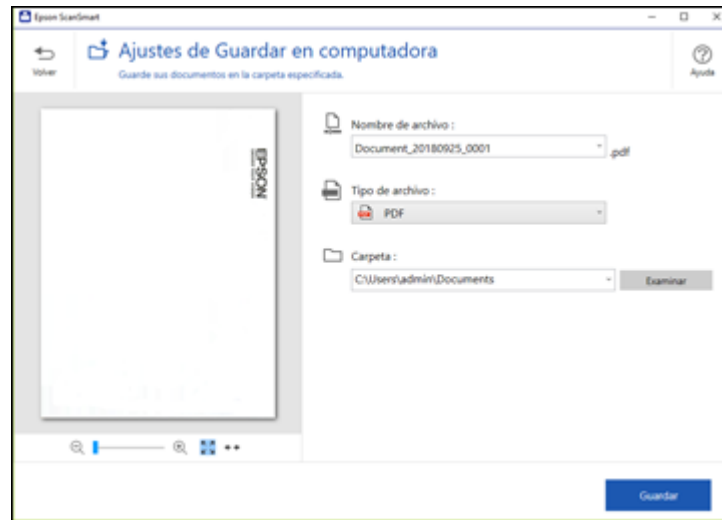 Epson ScanSmart
Volver
Ajustes de Guardar en computadora
Guarde sus documentos en la carpeta especificada.
Ayuda
EPSON
Nombre de archivo :
Document_20180925_0001
.pdf
Tipo de archivo :
PDF
Carpeta :
C:\Users\admin\Documents
Examinar
Guardar